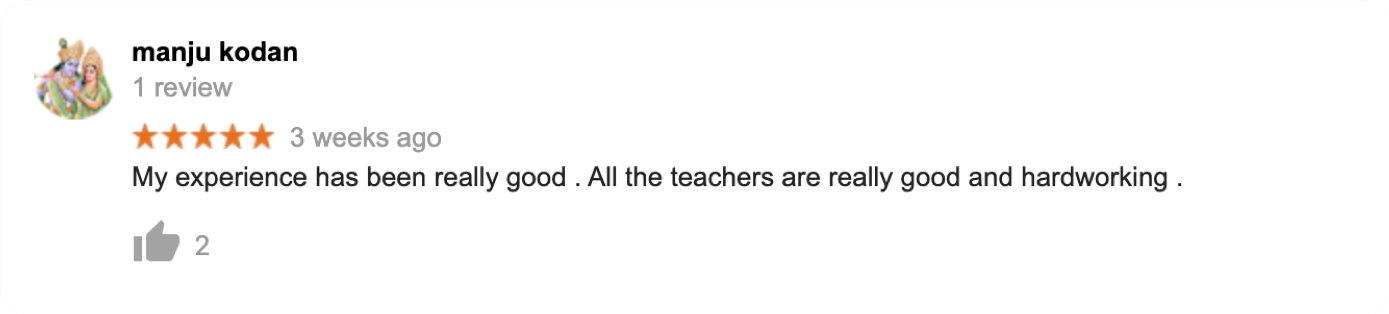 manju kodan
1 review
3 weeks ago
My experience has been really good . All the teachers are really good and hardworking .
2